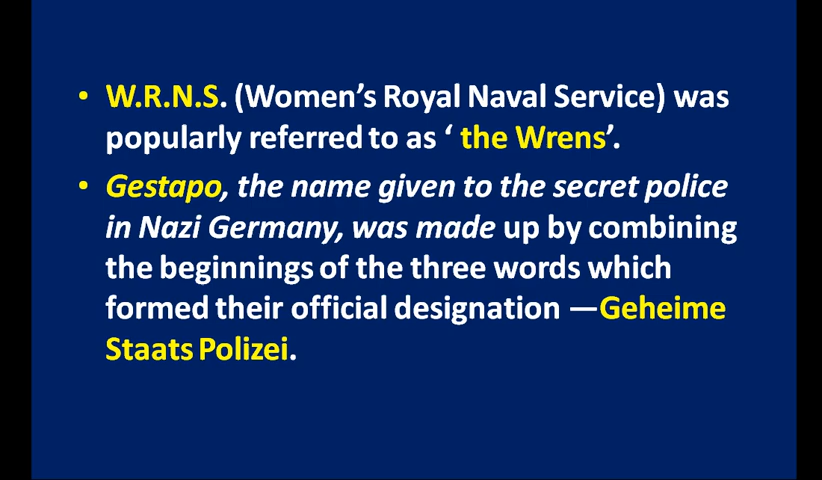 • W.R.N.S. (Women’s Royal Naval Service) was
popularly referred to as ‘ the Wrens’.
• Gestapo, the name given to the secret police
in Nazi Germany, was made up by combining
the beginnings of the three words which
formed their official designation —Geheime
Staats Polizei.